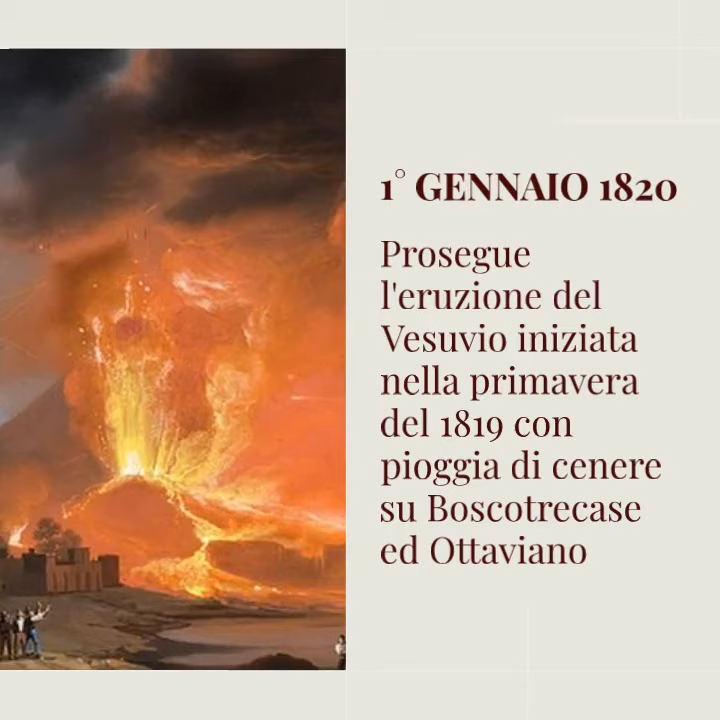 1° GENNAIO 1820
Prosegue
l'eruzione del
Vesuvio iniziata
nella primavera
del 1819 con
pioggia di cenere
su Boscotrecase
ed Ottaviano